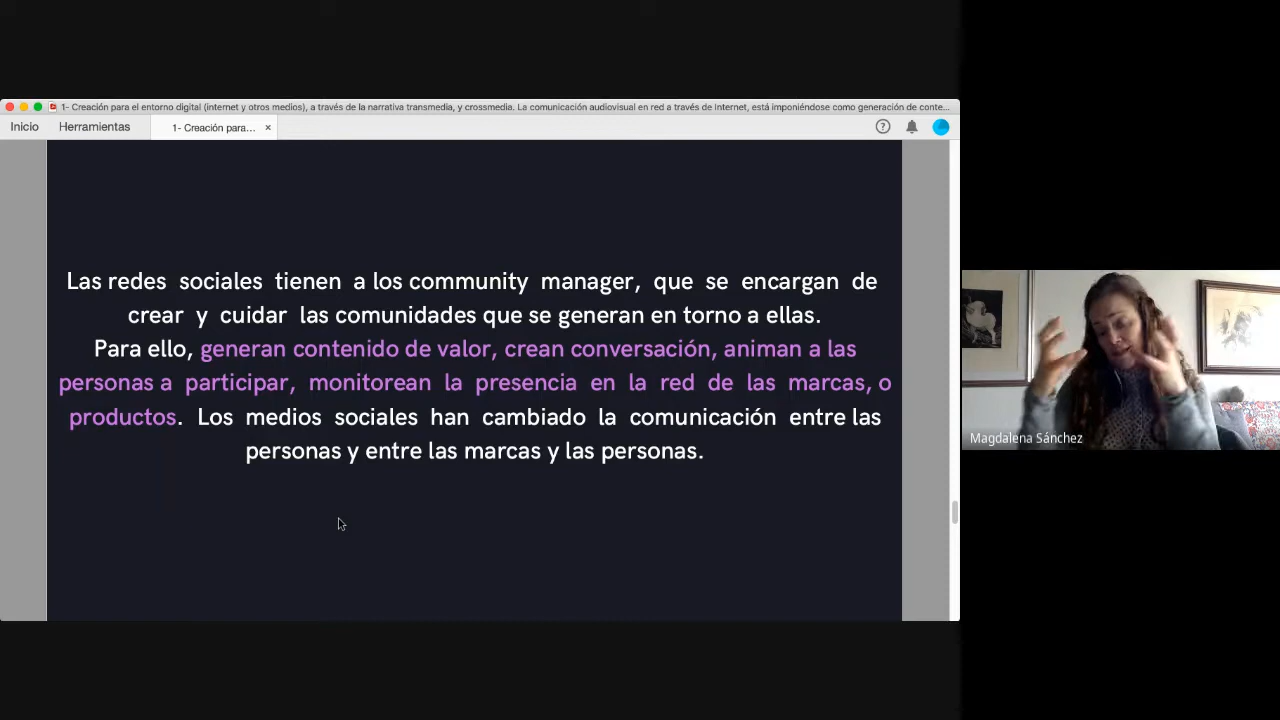 1- Creación para el entorno digital (internet y otros medios), a través de la narrativa transmedia, y crossmedia. La comunicación audiovisual en red a través de Internet, está imponiéndose como generación de conte...
Inicio Herramientas 1- Creación para... ×
Las redes sociales tienen a los community manager, que se encargan de
crear y cuidar las comunidades que se generan en torno a ellas.
Para ello, generan contenido de valor, crean conversación, animan a las
personas a participar, monitorean la presencia en la red de las marcas, o
productos. Los medios sociales han cambiado la comunicación entre las
personas y entre las marcas y las personas.
Magdalena Sánchez